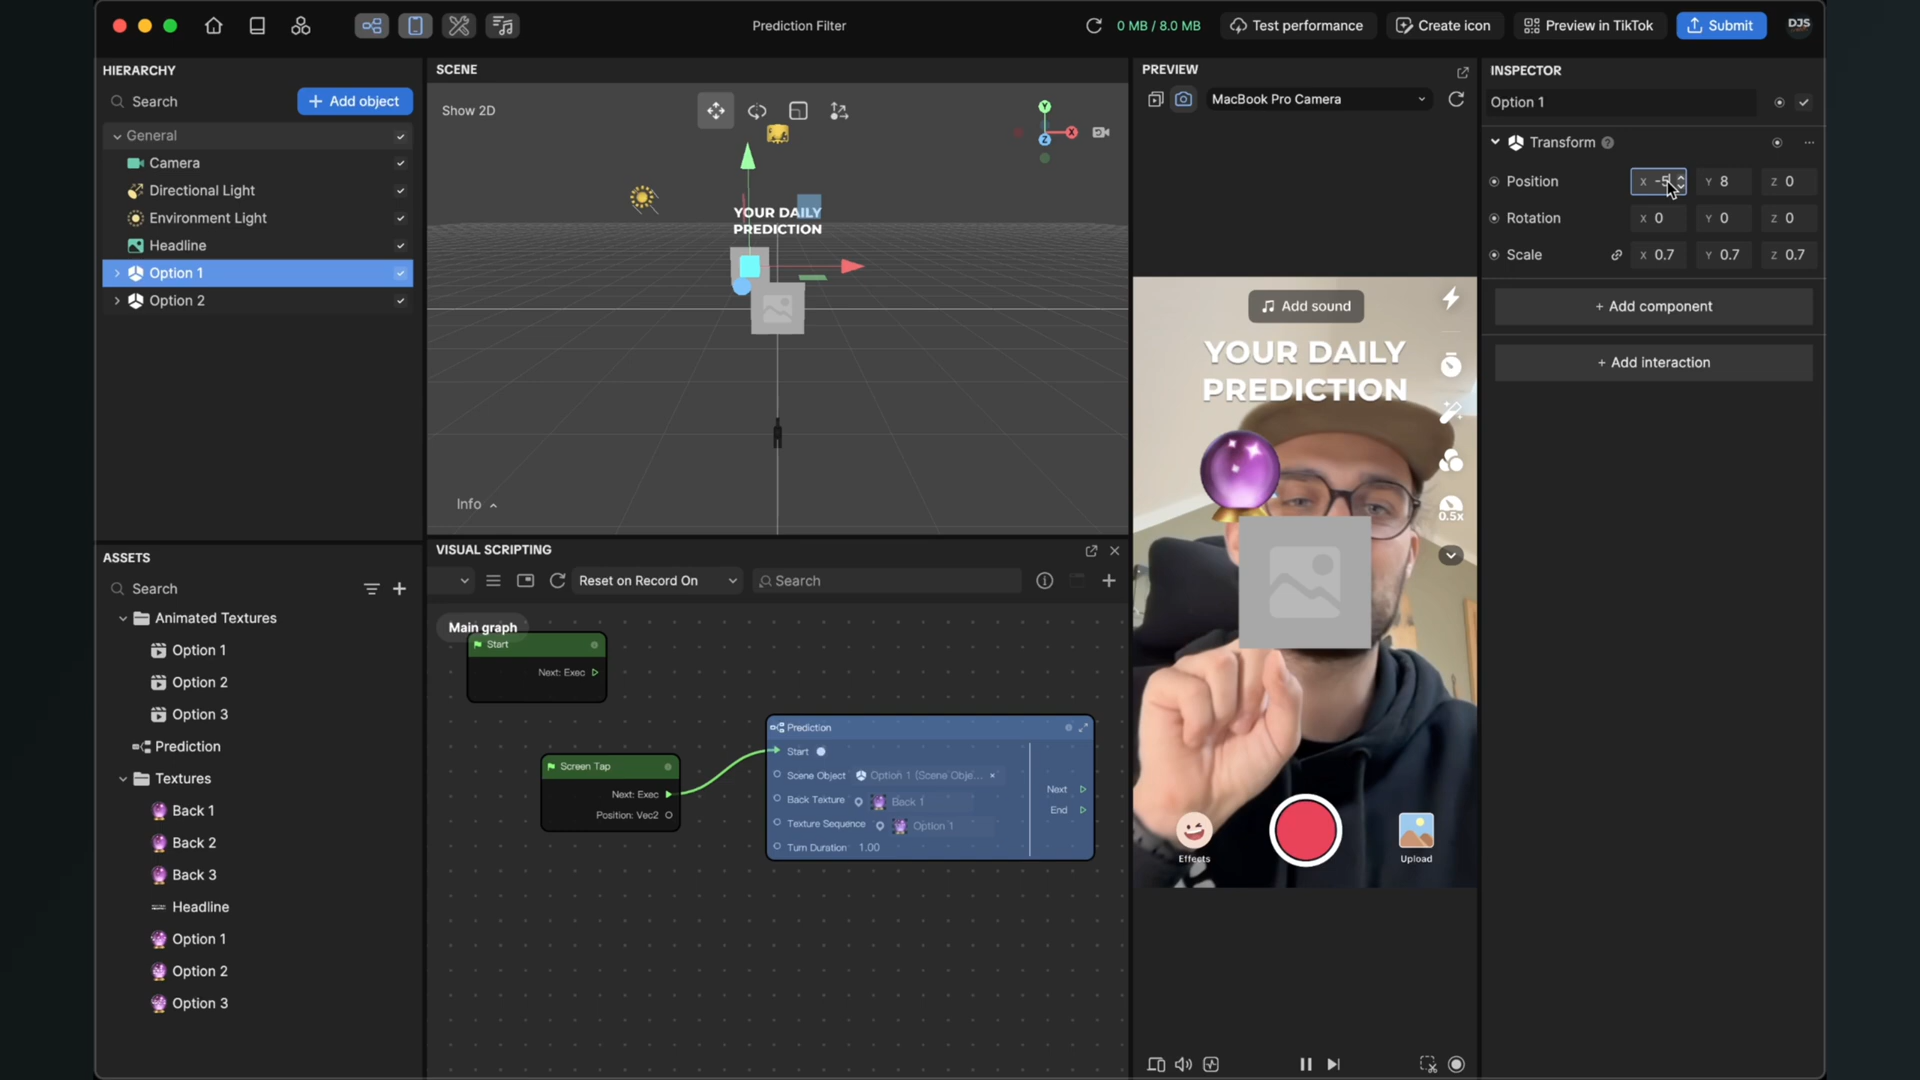 Prediction Filter
0 MB / 8.0 MB
Test performance
Create icon
Preview in TikTok
Submit
DJS
HIERARCHY
Search
Add object
General
Camera
Directional Light
Environment Light
Headline
Option 1
Option 2
SCENE
Show 2D
Y
X
Z
YOUR DAILY
PREDICTION
Info
PREVIEW
MacBook Pro Camera
Add sound
YOUR DAILY
PREDICTION
0.5x
Effects
Upload
INSPECTOR
Option 1
Transform
Position X -5 Y 8 Z 0
Rotation X 0 Y 0 Z 0
Scale X 0.7 Y 0.7 Z 0.7
+ Add component
+ Add interaction
ASSETS
Search
Animated Textures
Option 1
Option 2
Option 3
Prediction
Textures
Back 1
Back 2
Back 3
Headline
Option 1
Option 2
Option 3
VISUAL SCRIPTING
Reset on Record On
Search
Main graph
Start
Next: Exec
Screen Tap
Next: Exec
Position: Vec2
Prediction
Start
Scene Object Option 1 (Scene Obje...
Back Texture Back 1
Texture Sequence Option 1
Turn Duration 1.00
Next
End